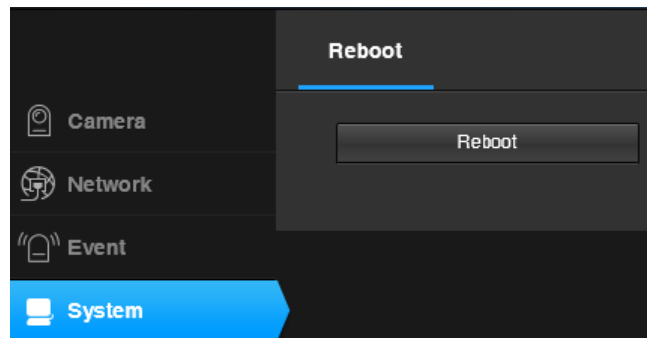 Reboot
Camera
Reboot
Network
Event
System